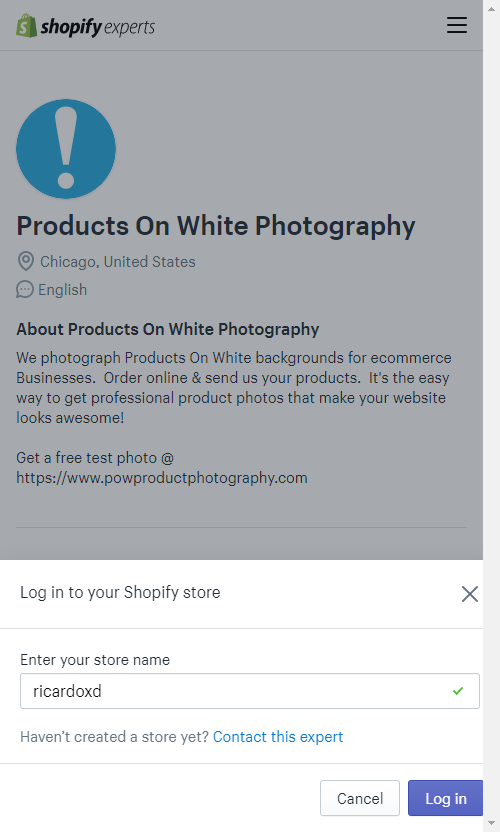 shopify experts
Products On White Photography
Chicago, United States
English
About Products On White Photography
We photograph Products On White backgrounds for ecommerce
Businesses.  Order online & send us your products.  It's the easy
way to get professional product photos that make your website
looks awesome!
Get a free test photo @
https://www.powproductphotography.com
Log in to your Shopify store
Enter your store name
ricardoxd
Haven't created a store yet? Contact this expert
Cancel
Log in